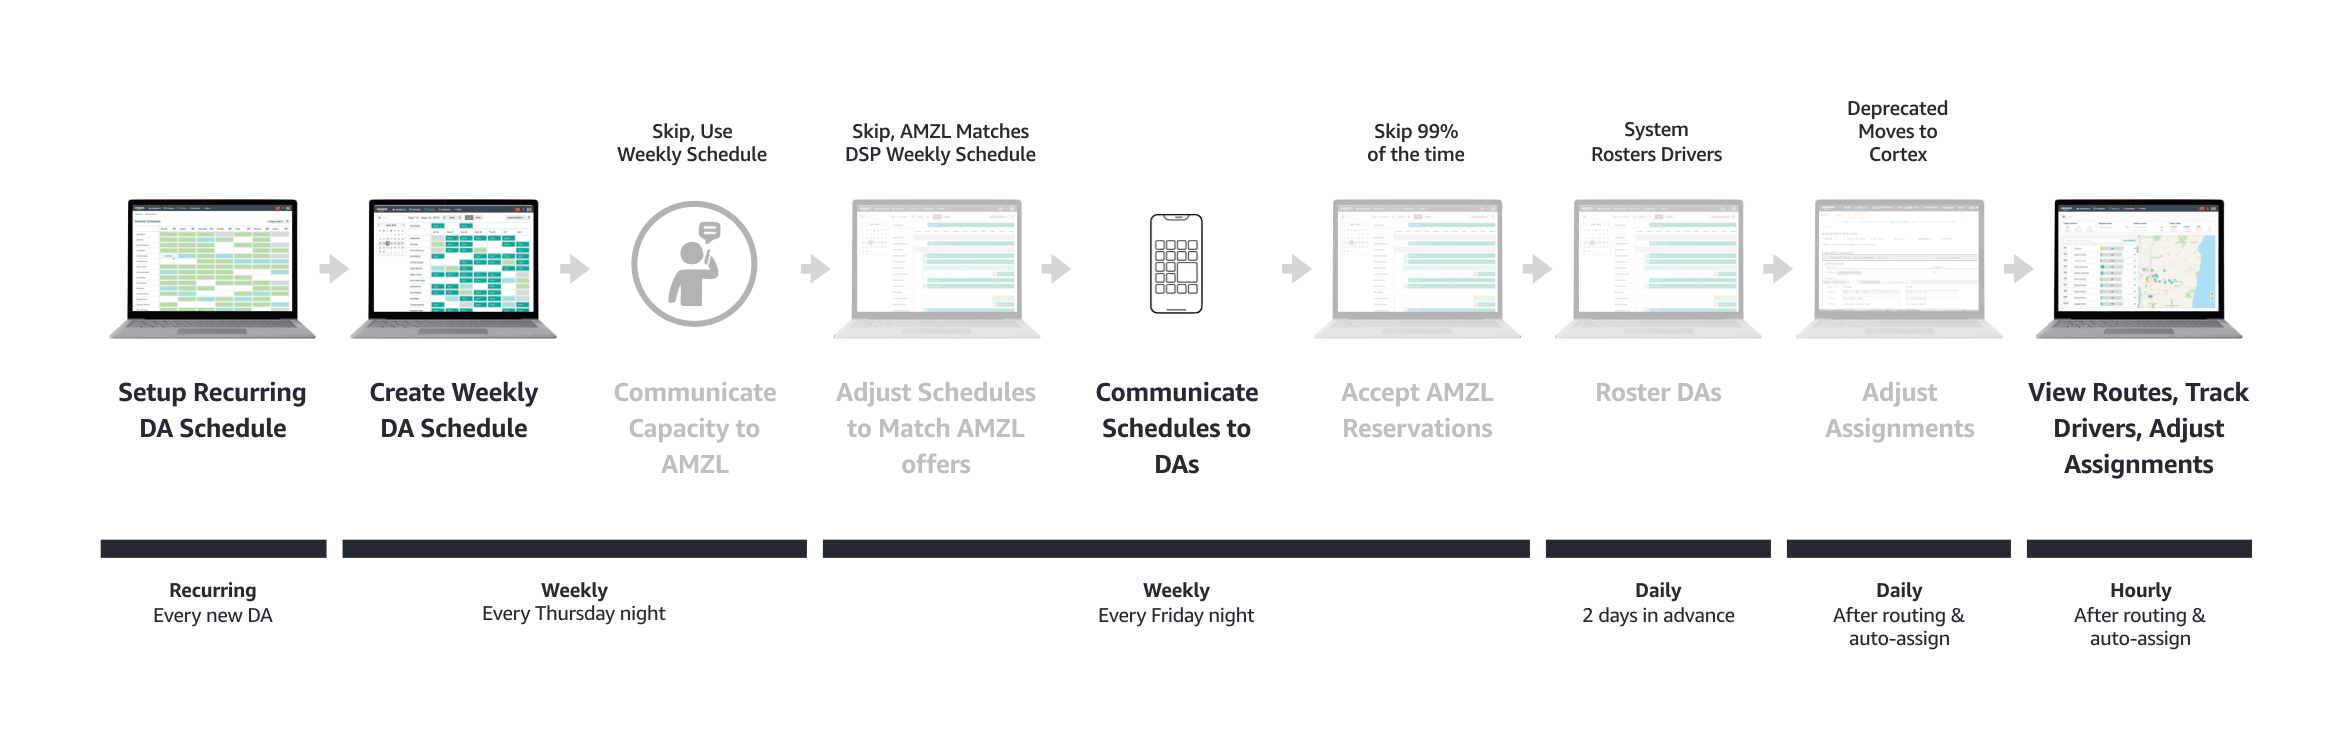 Skip, Use
Weekly Schedule
Skip, AMZL Matches
DSP Weekly Schedule
Skip 99%
of the time
System
Rosters Drivers
Deprecated
Moves to
Cortex
Setup Recurring
DA Schedule
Create Weekly
DA Schedule
Communicate
Capacity to
AMZL
Adjust Schedules
to Match AMZL
offers
Communicate
Schedules to
DAs
Accept AMZL
Reservations
Roster DAs
Adjust
Assignments
View Routes, Track
Drivers, Adjust
Assignments
Recurring
Every new DA
Weekly
Every Thursday night
Weekly
Every Friday night
Daily
2 days in advance
Daily
After routing &
auto-assign
Hourly
After routing &
auto-assign